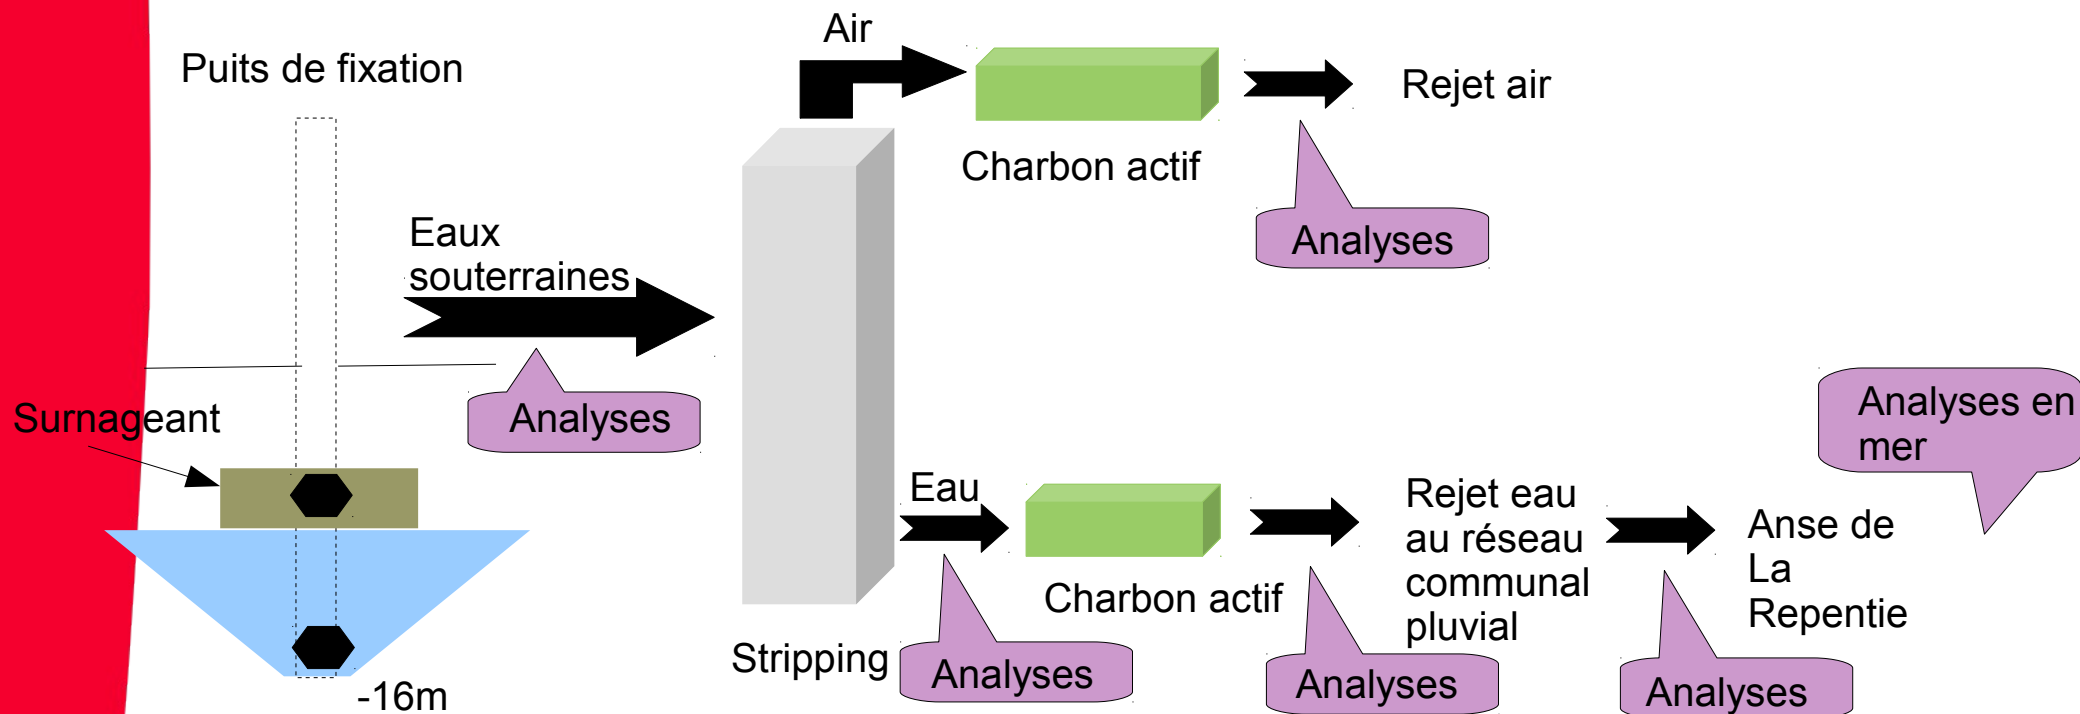 Air
Puits de fixation
Rejet air
Charbon actif
Analyses
Eaux
souterraines
Surnageant
Analyses
Analyses en
mer
Eau
Rejet eau
au réseau
communal
pluvial
Anse de
La
Repentie
Charbon actif
Stripping
Analyses
Analyses
Analyses
-16m